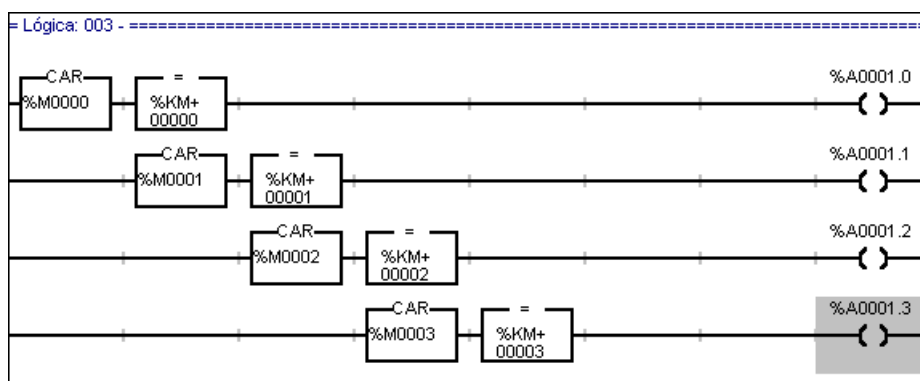 = Lógica: 003 - ==============================================================================
CAR = %A0001.0
%M0000 %KM+
00000
CAR = %A0001.1
%M0001 %KM+
00001
CAR = %A0001.2
%M0002 %KM+
00002
CAR = %A0001.3
%M0003 %KM+
00003